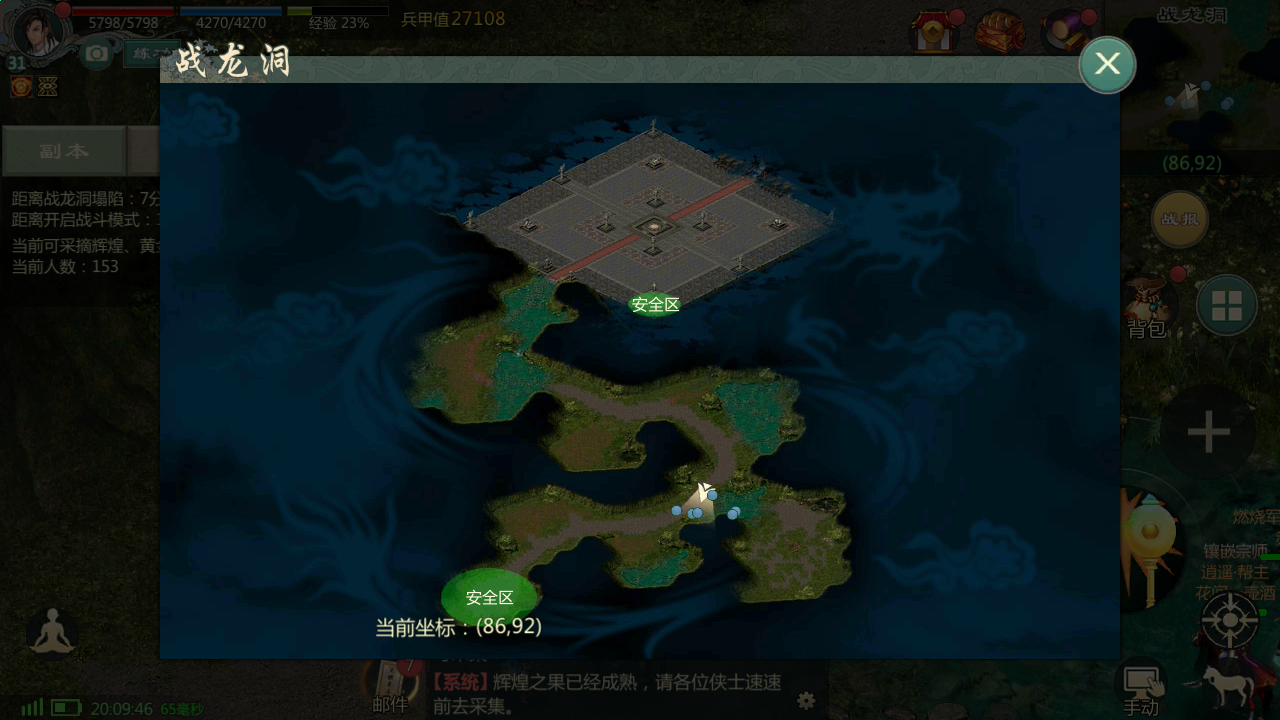 5798/5798
4270/4270
经验 23%
兵甲值27108
战龙洞
31
练
战龙洞
(86,92)
副本
战报
距离战龙洞塌陷：7分
距离开启战斗模式：
当前可采摘辉煌、黄金
当前人数：153
安全区
背包
燃烧军
镶嵌宗师
逍遥·帮主
安全区
当前坐标：(86,92)
7
【系统】辉煌之果已经成熟，请各位侠士速速
前去采集。
邮件
手动
20:09:46 65毫秒